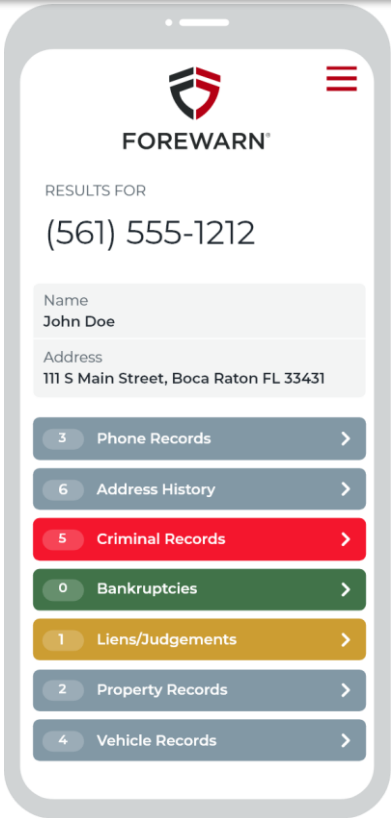 FOREWARN®
RESULTS FOR
(561) 555-1212
Name
John Doe
Address
111 S Main Street, Boca Raton FL 33431
3 Phone Records
6 Address History
5 Criminal Records
0 Bankruptcies
1 Liens/Judgements
2 Property Records
4 Vehicle Records